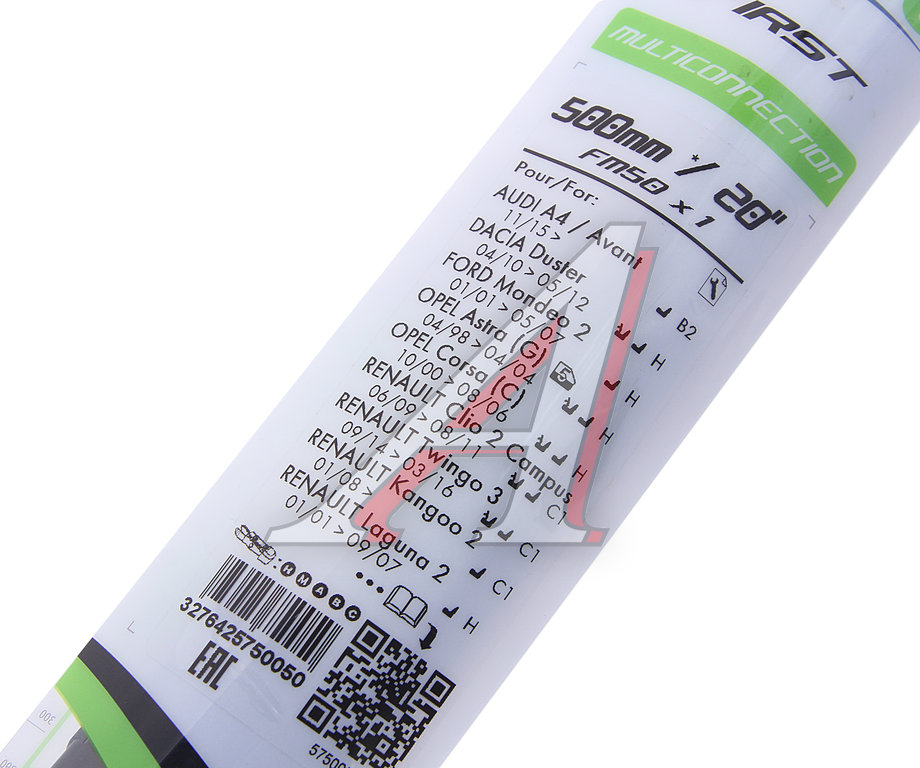 IRST
MULTICONNECTION
500mm */ 20"
FM50 x 1
Pour/For:
AUDI A4 / Avant
11/15 >
B2
DACIA Duster
04/10 > 05/12
H
FORD Mondeo 2
01/01 > 05/07
H
OPEL Astra (G)
04/98 > 04/04
H
OPEL Corsa (C)
10/00 > 08/06
H
RENAULT Clio 2 Campus
06/09 > 08/11
C1
RENAULT Twingo 3
09/14 > 03/16
C1
RENAULT Kangoo 2
01/08 >
C1
RENAULT Laguna 2
01/01 > 09/07
H
: H M A B C
...
3276425750050
EAC
5750
300